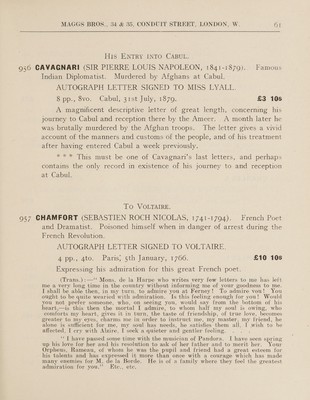 MAGGS BROS., 34 & 35, CONDUIT STREET, LONDON, W. 61
HIS ENTRY INTO CABUL.
956 CAVAGNARI (SIR PIERRE LOUIS NAPOLEON, 1841-1879). Famous
Indian Diplomatist. Murdered by Afghans at Cabul.
AUTOGRAPH LETTER SIGNED TO MISS LYALL.
8 pp., 8vo. Cabul, 31st July, 1879. £3 10s
A magnificent descriptive letter of great length, concerning his
journey to Cabul and reception there by the Ameer. A month later he
was brutally murdered by the Afghan troops. The letter gives a vivid
account of the manners and customs of the people, and of his treatment
after having entered Cabul a week previously.
* * * This must be one of Cavagnari's last letters, and perhaps
contains the only record in existence of his journey to and reception
at Cabul.
TO VOLTAIRE.
957 CHAMFORT (SEBASTIEN ROCH NICOLAS, 1741-1794). French Poet
and Dramatist. Poisoned himself when in danger of arrest during the
French Revolution.
AUTOGRAPH LETTER SIGNED TO VOLTAIRE.
4 pp., 4to. Paris, 5th January, 1766. £10 10s
Expressing his admiration for this great French poet.
(Trans.):—"Mons. de la Harpe who writes very few letters to me has left
me a very long time in the country without informing me of your goodness to me.
I shall be able then, in my turn, to admire you at Ferney! To admire you! You
ought to be quite wearied with admiration. Is this feeling enough for you? Would
you not prefer someone, who, on seeing you, would say from the bottom of his
heart,—is this then the mortal I admire, to whom half my soul is owing, who
comforts my heart, gives it in turn, the taste of friendship, of true love, becomes
greater to my eyes, charms me in order to instruct me, my master, my friend, he
alone is sufficient for me, my soul has needs, he satisfies them all, I wish to be
affected, I cry with Alzire, I seek a quieter and gentler feeling.
"I have passed some time with the musician of Pandora. I have seen spring
up his love for her and his resolution to ask of her father and to merit her. Your
Orpheus, Rameau, of whom he was the pupil and friend had a great esteem for
his talents and has expressed it more than once with a courage which has made
many enemies for M. de la Borde. He is of a family where they feel the greatest
admiration for you." Etc., etc.